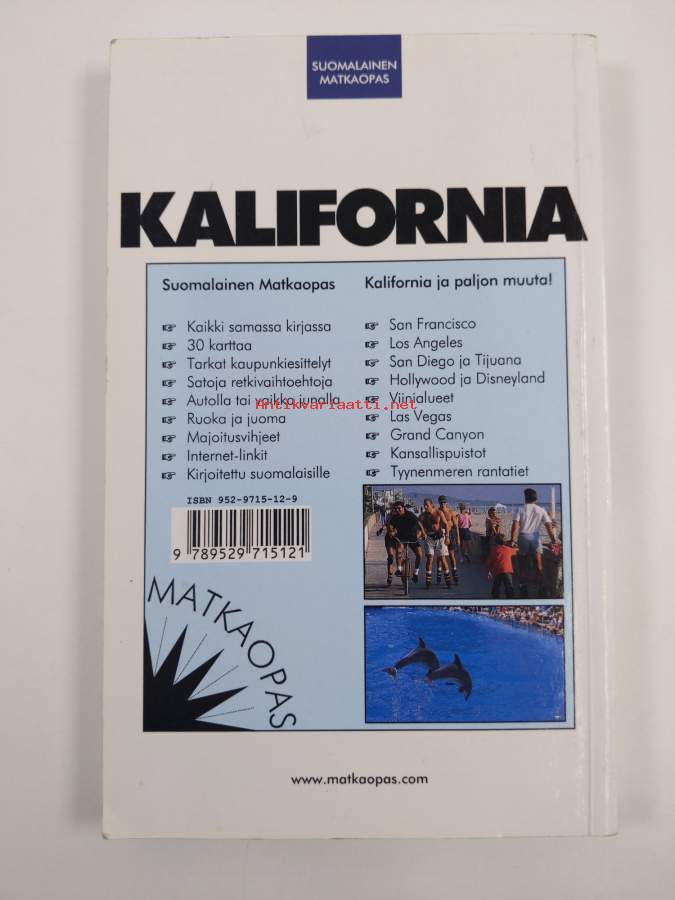 SUOMALAINEN
MATKAOPAS
KALIFORNIA
Suomalainen Matkaopas
Kaikki samassa kirjassa
30 karttaa
Tarkat kaupunkiesittelyt
Satoja retkivaihtoehtoja
Autolla tai vaikka junalla
Ruoka ja juoma
Majoitusvihjeet
Internet-linkit
Kirjoitettu suomalaisille
Kalifornia ja paljon muuta!
San Francisco
Los Angeles
San Diego ja Tijuana
Hollywood ja Disneyland
Viinialueet
Las Vegas
Grand Canyon
Kansallispuistot
Tyynenmeren rantatiet
Antikvariaatti.net
ISBN 952-9715-12-9
9 789529 715121
MATKAOPAS
www.matkaopas.com